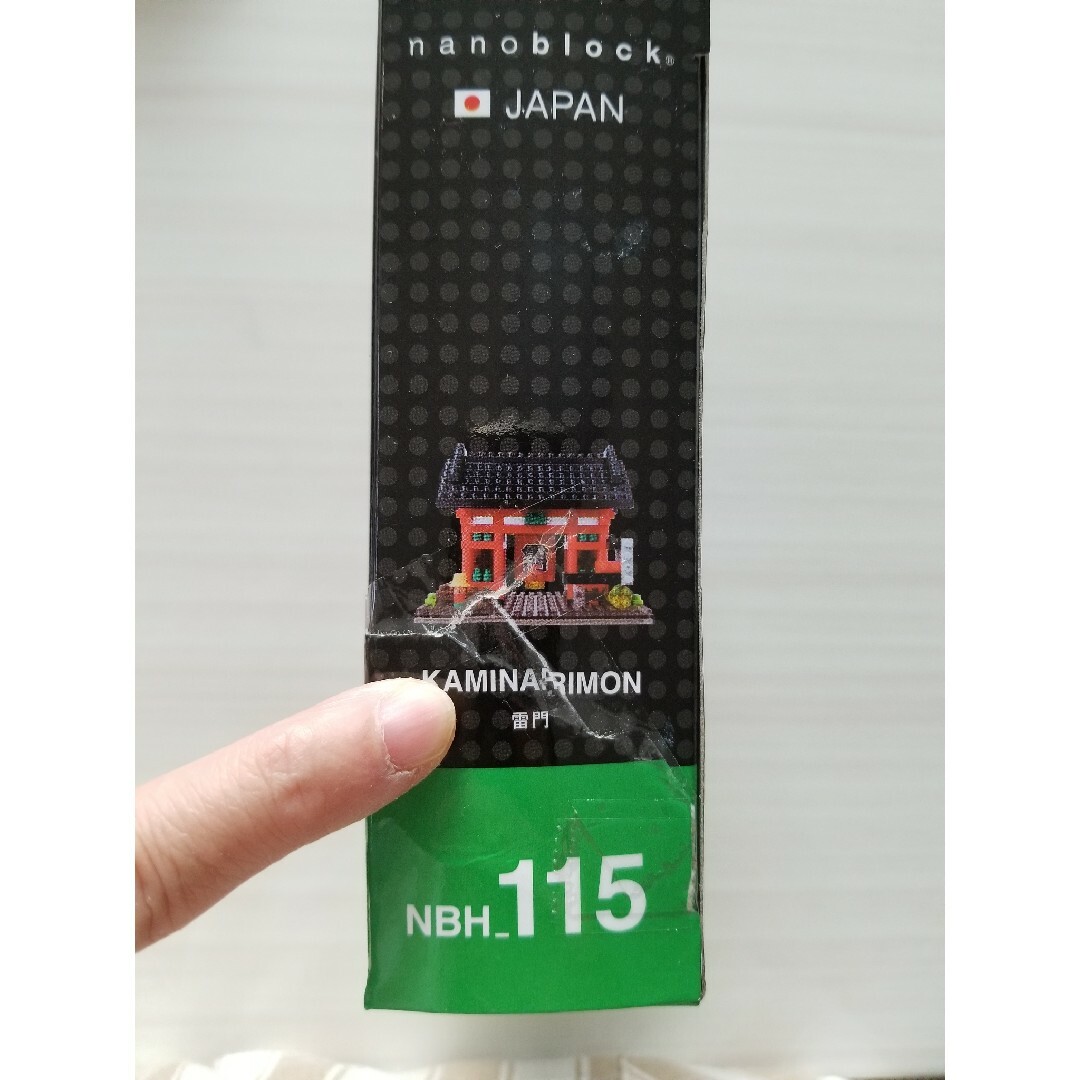 nanoblock®
JAPAN
KAMINARIMON
雷門
NBH_115